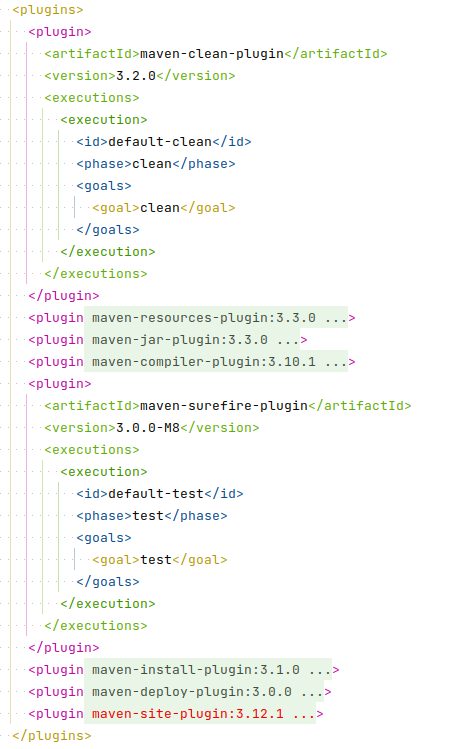 <plugins>
<plugin>
<artifactId>maven-clean-plugin</artifactId>
<version>3.2.0</version>
<executions>
<execution>
<id>default-clean</id>
<phase>clean</phase>
<goals>
<goal>clean</goal>
</goals>
</execution>
</executions>
</plugin>
<plugin maven-resources-plugin:3.3.0 ...>
<plugin maven-jar-plugin:3.3.0 ...>
<plugin maven-compiler-plugin:3.10.1 ...>
<plugin>
<artifactId>maven-surefire-plugin</artifactId>
<version>3.0.0-M8</version>
<executions>
<execution>
<id>default-test</id>
<phase>test</phase>
<goals>
<goal>test</goal>
</goals>
</execution>
</executions>
</plugin>
<plugin maven-install-plugin:3.1.0 ...>
<plugin maven-deploy-plugin:3.0.0 ...>
<plugin maven-site-plugin:3.12.1 ...>
</plugins>